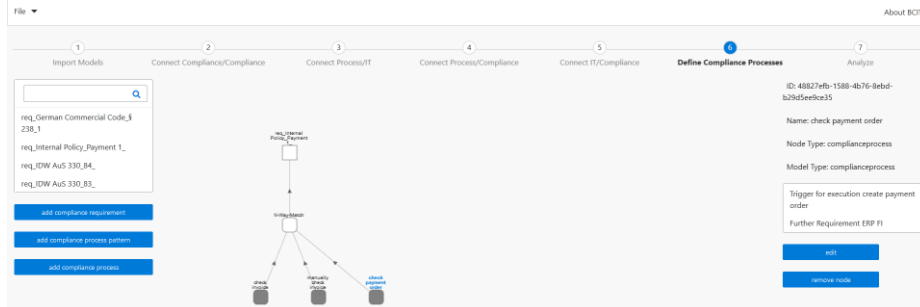 File
About BCIT
1
2
3
4
5
6
7
Import Models
Connect Compliance/Compliance
Connect Process/IT
Connect Process/Compliance
Connect IT/Compliance
Define Compliance Processes
Analyze
req_German Commercial Code_§
238_1
req_Internal Policy_Payment 1_
req_IDW AuS 330_84_
req_IDW AuS 330_83_
add compliance requirement
add compliance process pattern
add compliance process
req_Internal
Policy_Payment
1_
-Way-Match
check
invoice
manually
check
invoice
check
payment
order
ID: 48827efb-1588-4b76-8ebd-
b29d5ee9ce35
Name: check payment order
Node Type: complianceprocess
Model Type: complianceprocess
Trigger for execution create payment
order
Further Requirement ERP FI
edit
remove node